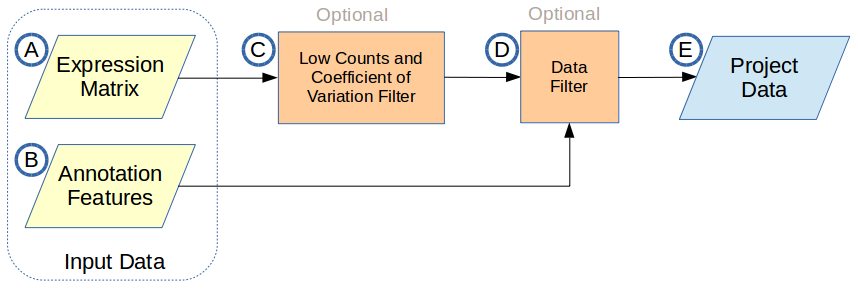 Optional
Optional
A
Expression
Matrix
C
Low Counts and
Coefficient of
Variation Filter
D
Data
Filter
E
Project
Data
B
Annotation
Features
Input Data